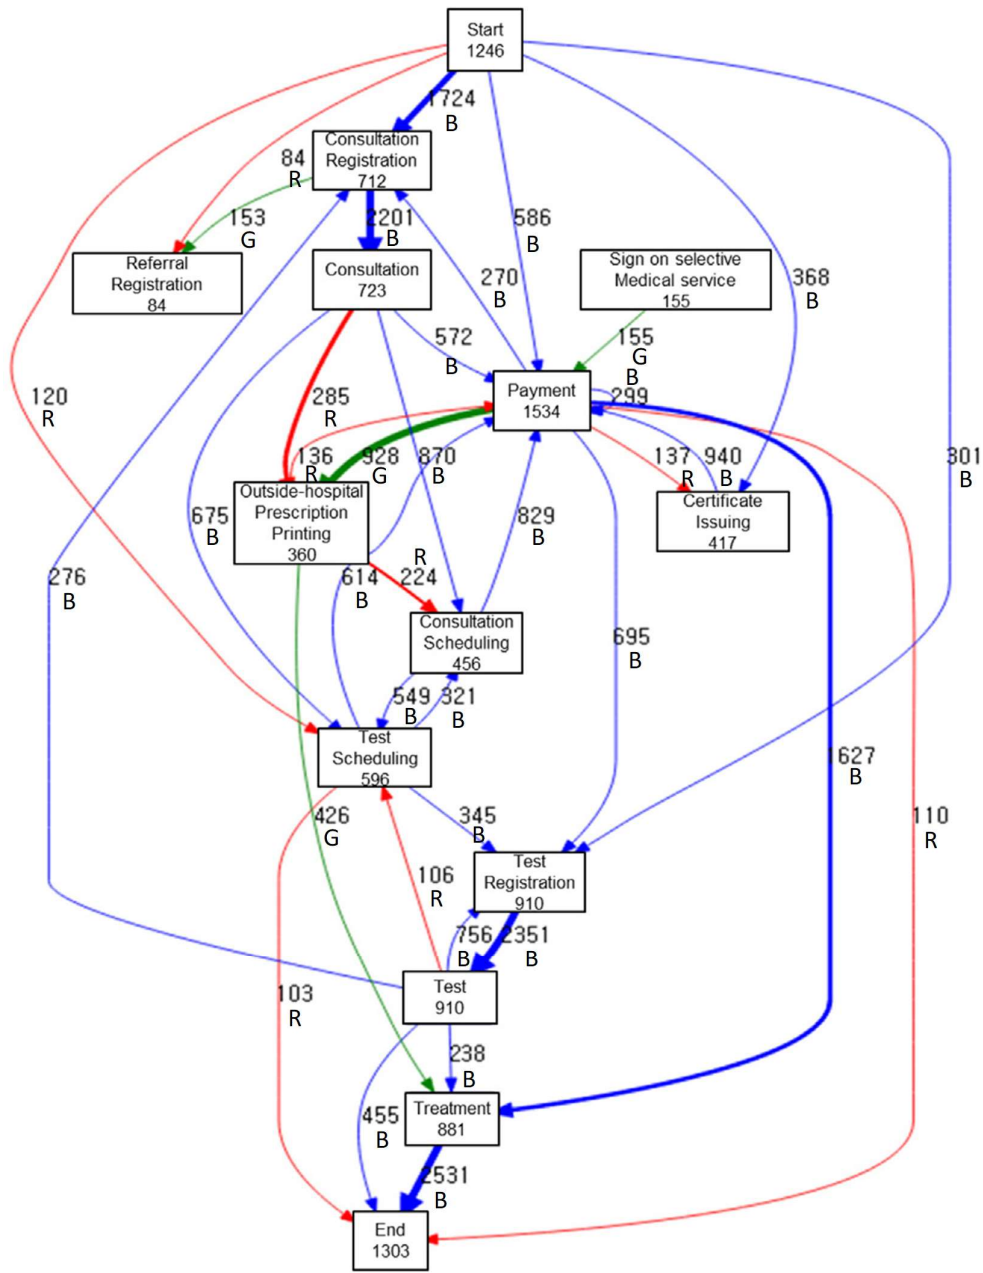 Start
1246
1724
B
Consultation
Registration
712
84
R
153
G
2201
B
586
B
Referral
Registration
84
Consultation
723
270
B
Sign on selective
Medical service
155
368
B
572
B
155
G
B
299
Payment
1534
120
R
285
R
136
R
928
G
870
B
137
R
940
B
301
B
Outside-hospital
Prescription
Printing
360
Certificate
Issuing
417
675
B
829
B
R
224
614
B
276
B
Consultation
Scheduling
456
695
B
549
B
321
B
Test
Scheduling
596
1627
B
426
G
345
B
110
R
Test
Registration
910
106
R
756
B
2351
B
Test
910
103
R
238
B
Treatment
881
455
B
2531
B
End
1303